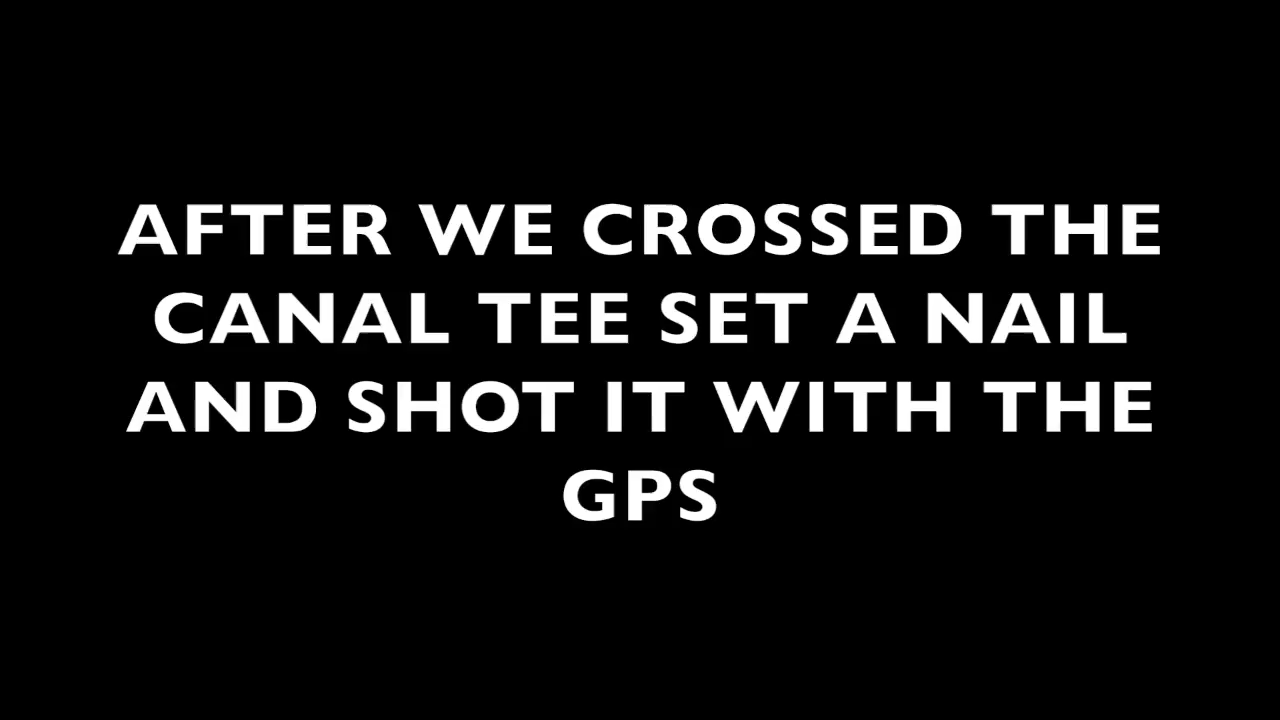 AFTER WE CROSSED THE
CANAL TEE SET A NAIL
AND SHOT IT WITH THE
GPS